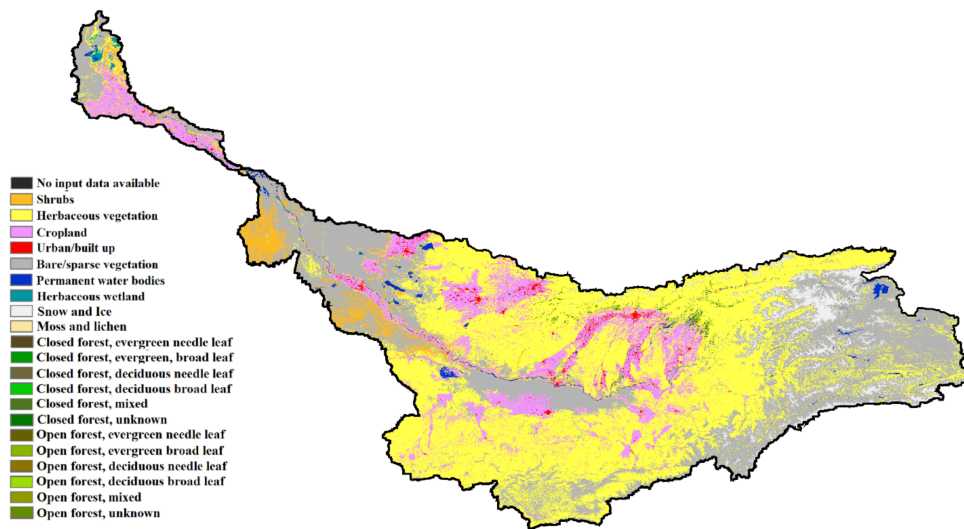 No input data available
Shrubs
Herbaceous vegetation
Cropland
Urban/built up
Bare/sparse vegetation
Permanent water bodies
Herbaceous wetland
Snow and Ice
Moss and lichen
Closed forest, evergreen needle leaf
Closed forest, evergreen, broad leaf
Closed forest, deciduous needle leaf
Closed forest, deciduous broad leaf
Closed forest, mixed
Closed forest, unknown
Open forest, evergreen needle leaf
Open forest, evergreen broad leaf
Open forest, deciduous needle leaf
Open forest, deciduous broad leaf
Open forest, mixed
Open forest, unknown